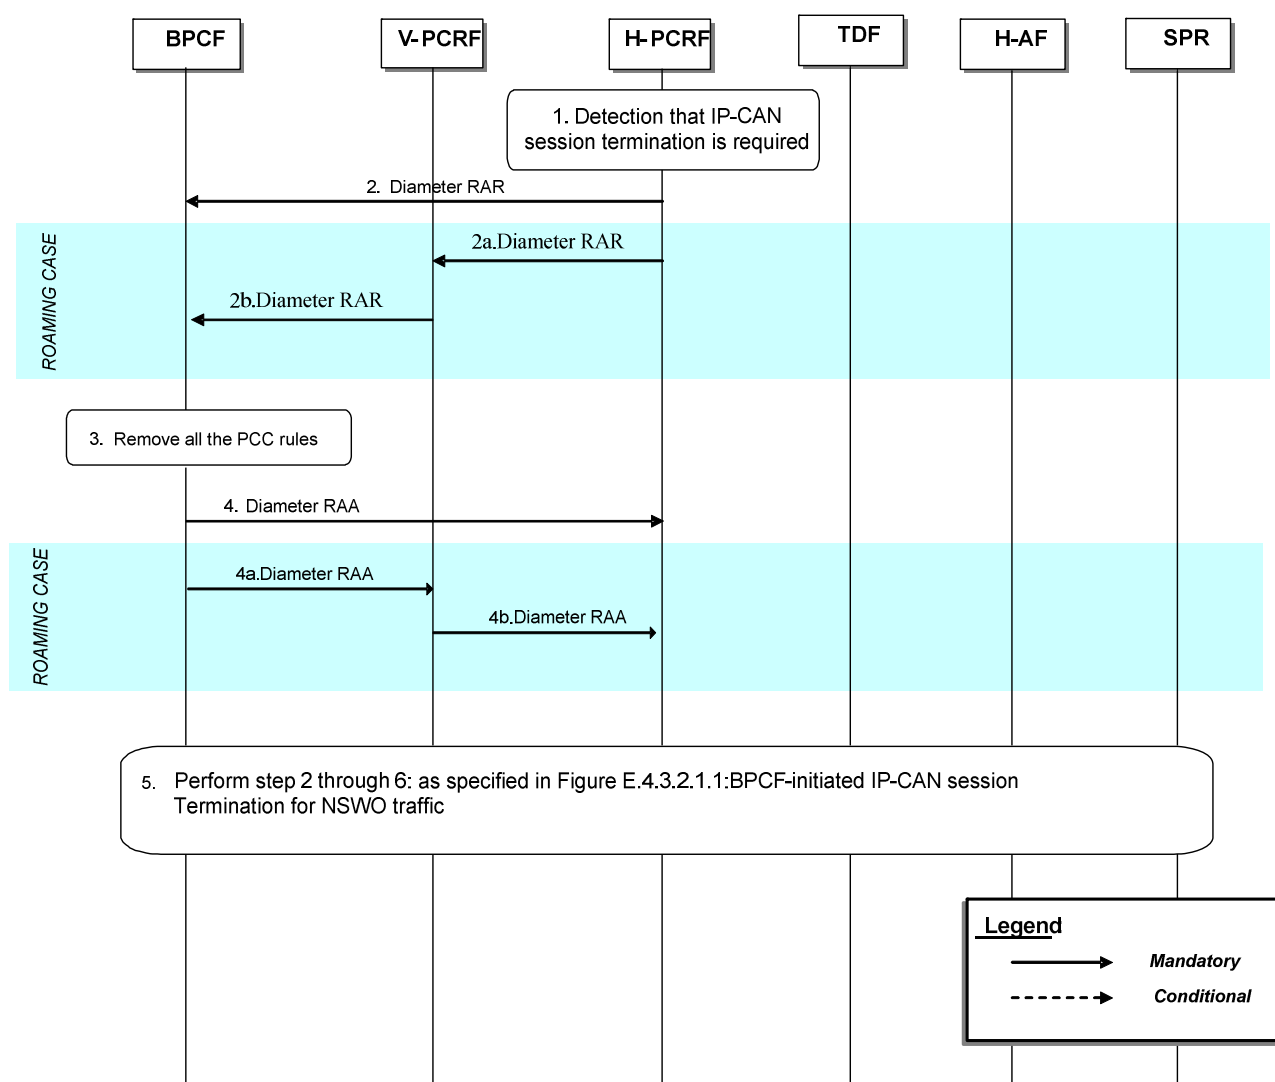 BPCF
V-PCRF
H-PCRF
TDF
H-AF
SPR
1. Detection that IP-CAN
session termination is required
2. Diameter RAR
ROAMING CASE
2a.Diameter RAR
2b.Diameter RAR
3. Remove all the PCC rules
4. Diameter RAA
ROAMING CASE
4a.Diameter RAA
4b.Diameter RAA
5. Perform step 2 through 6: as specified in Figure E.4.3.2.1.1:BPCF-initiated IP-CAN session
Termination for NSWO traffic
Legend
Mandatory
Conditional